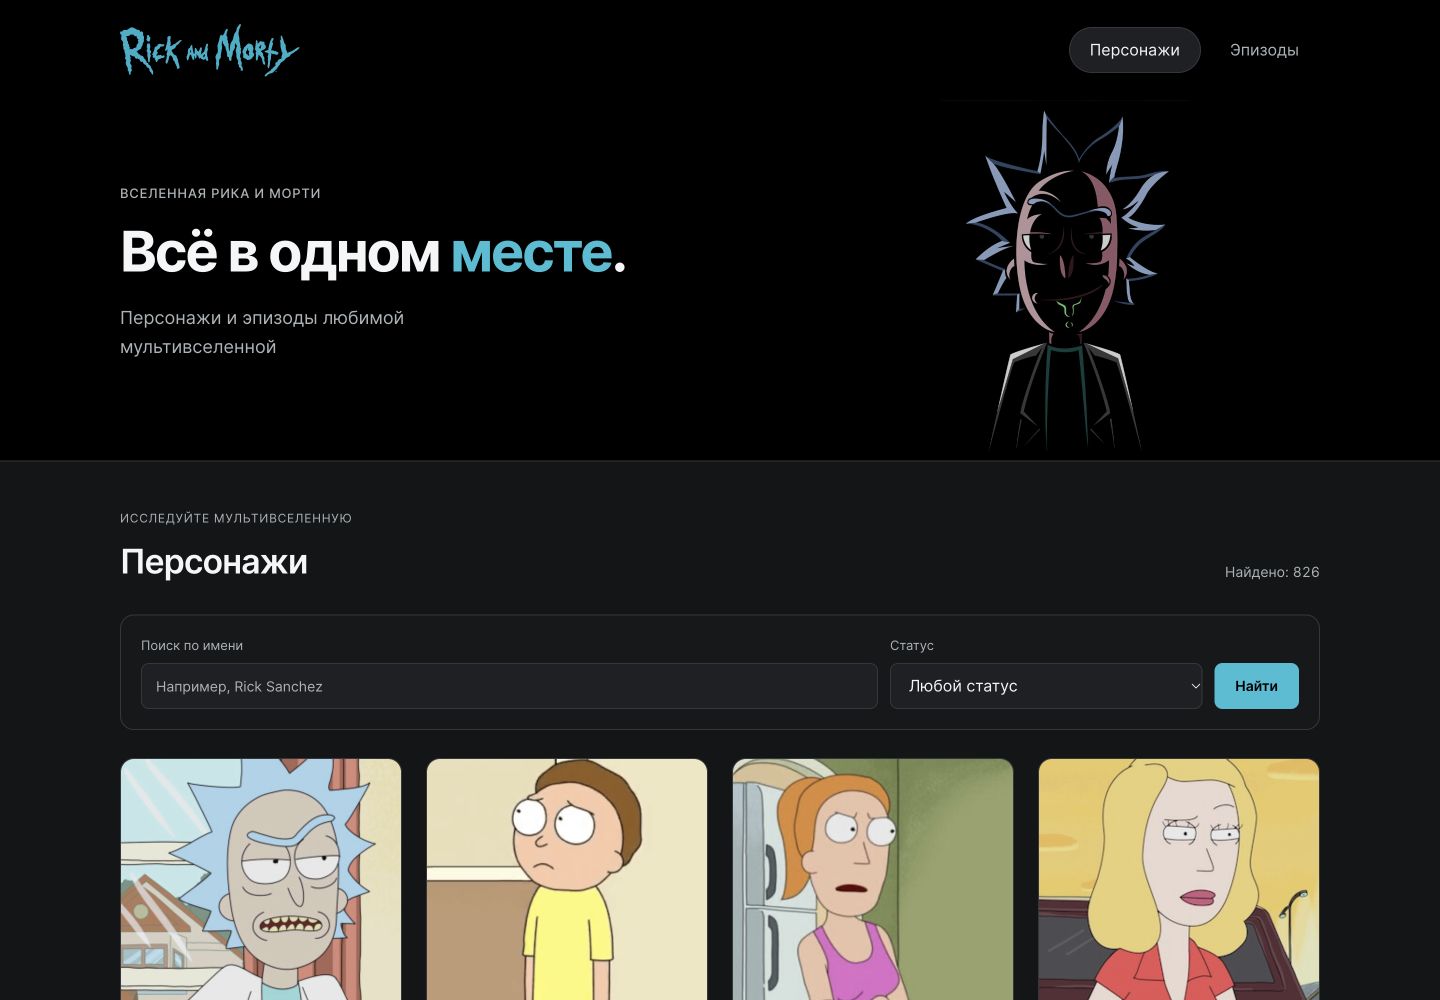 Rick and Morty
Персонажи
Эпизоды
ВСЕЛЕННАЯ РИКА И МОРТИ
Всё в одном месте.
Персонажи и эпизоды любимой
мультивселенной
ИССЛЕДУЙТЕ МУЛЬТИВСЕЛЕННУЮ
Персонажи
Найдено: 826
Поиск по имени
Статус
Например, Rick Sanchez
Любой статус
Найти